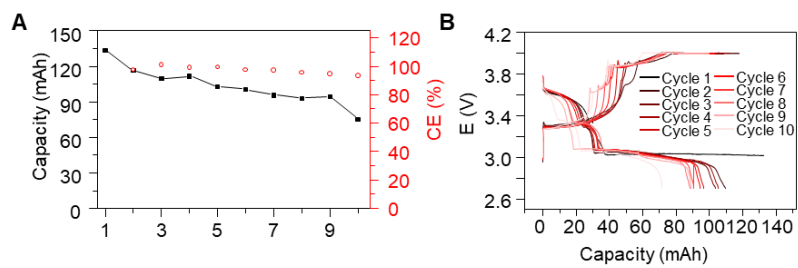 A
150
120
90
60
30
0
Capacity (mAh)
1 3 5 7 9
120
100
80
60
40
20
0
CE (%)
B
4.2
3.8
3.4
3.0
2.6
E (V)
Cycle 1 Cycle 6
Cycle 2 Cycle 7
Cycle 3 Cycle 8
Cycle 4 Cycle 9
Cycle 5 Cycle 10
0 20 40 60 80 100 120 140
Capacity (mAh)